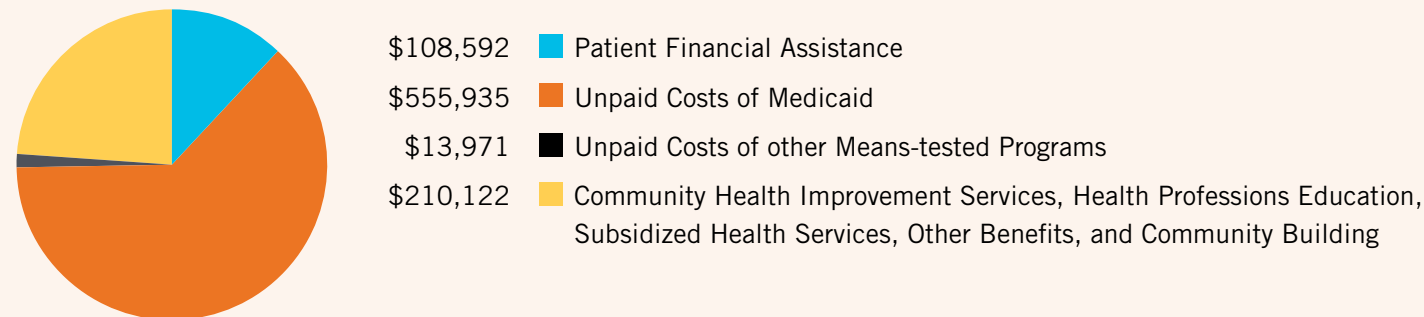 $108,592 Patient Financial Assistance
$555,935 Unpaid Costs of Medicaid
$13,971 Unpaid Costs of other Means-tested Programs
$210,122 Community Health Improvement Services, Health Professions Education,
Subsidized Health Services, Other Benefits, and Community Building